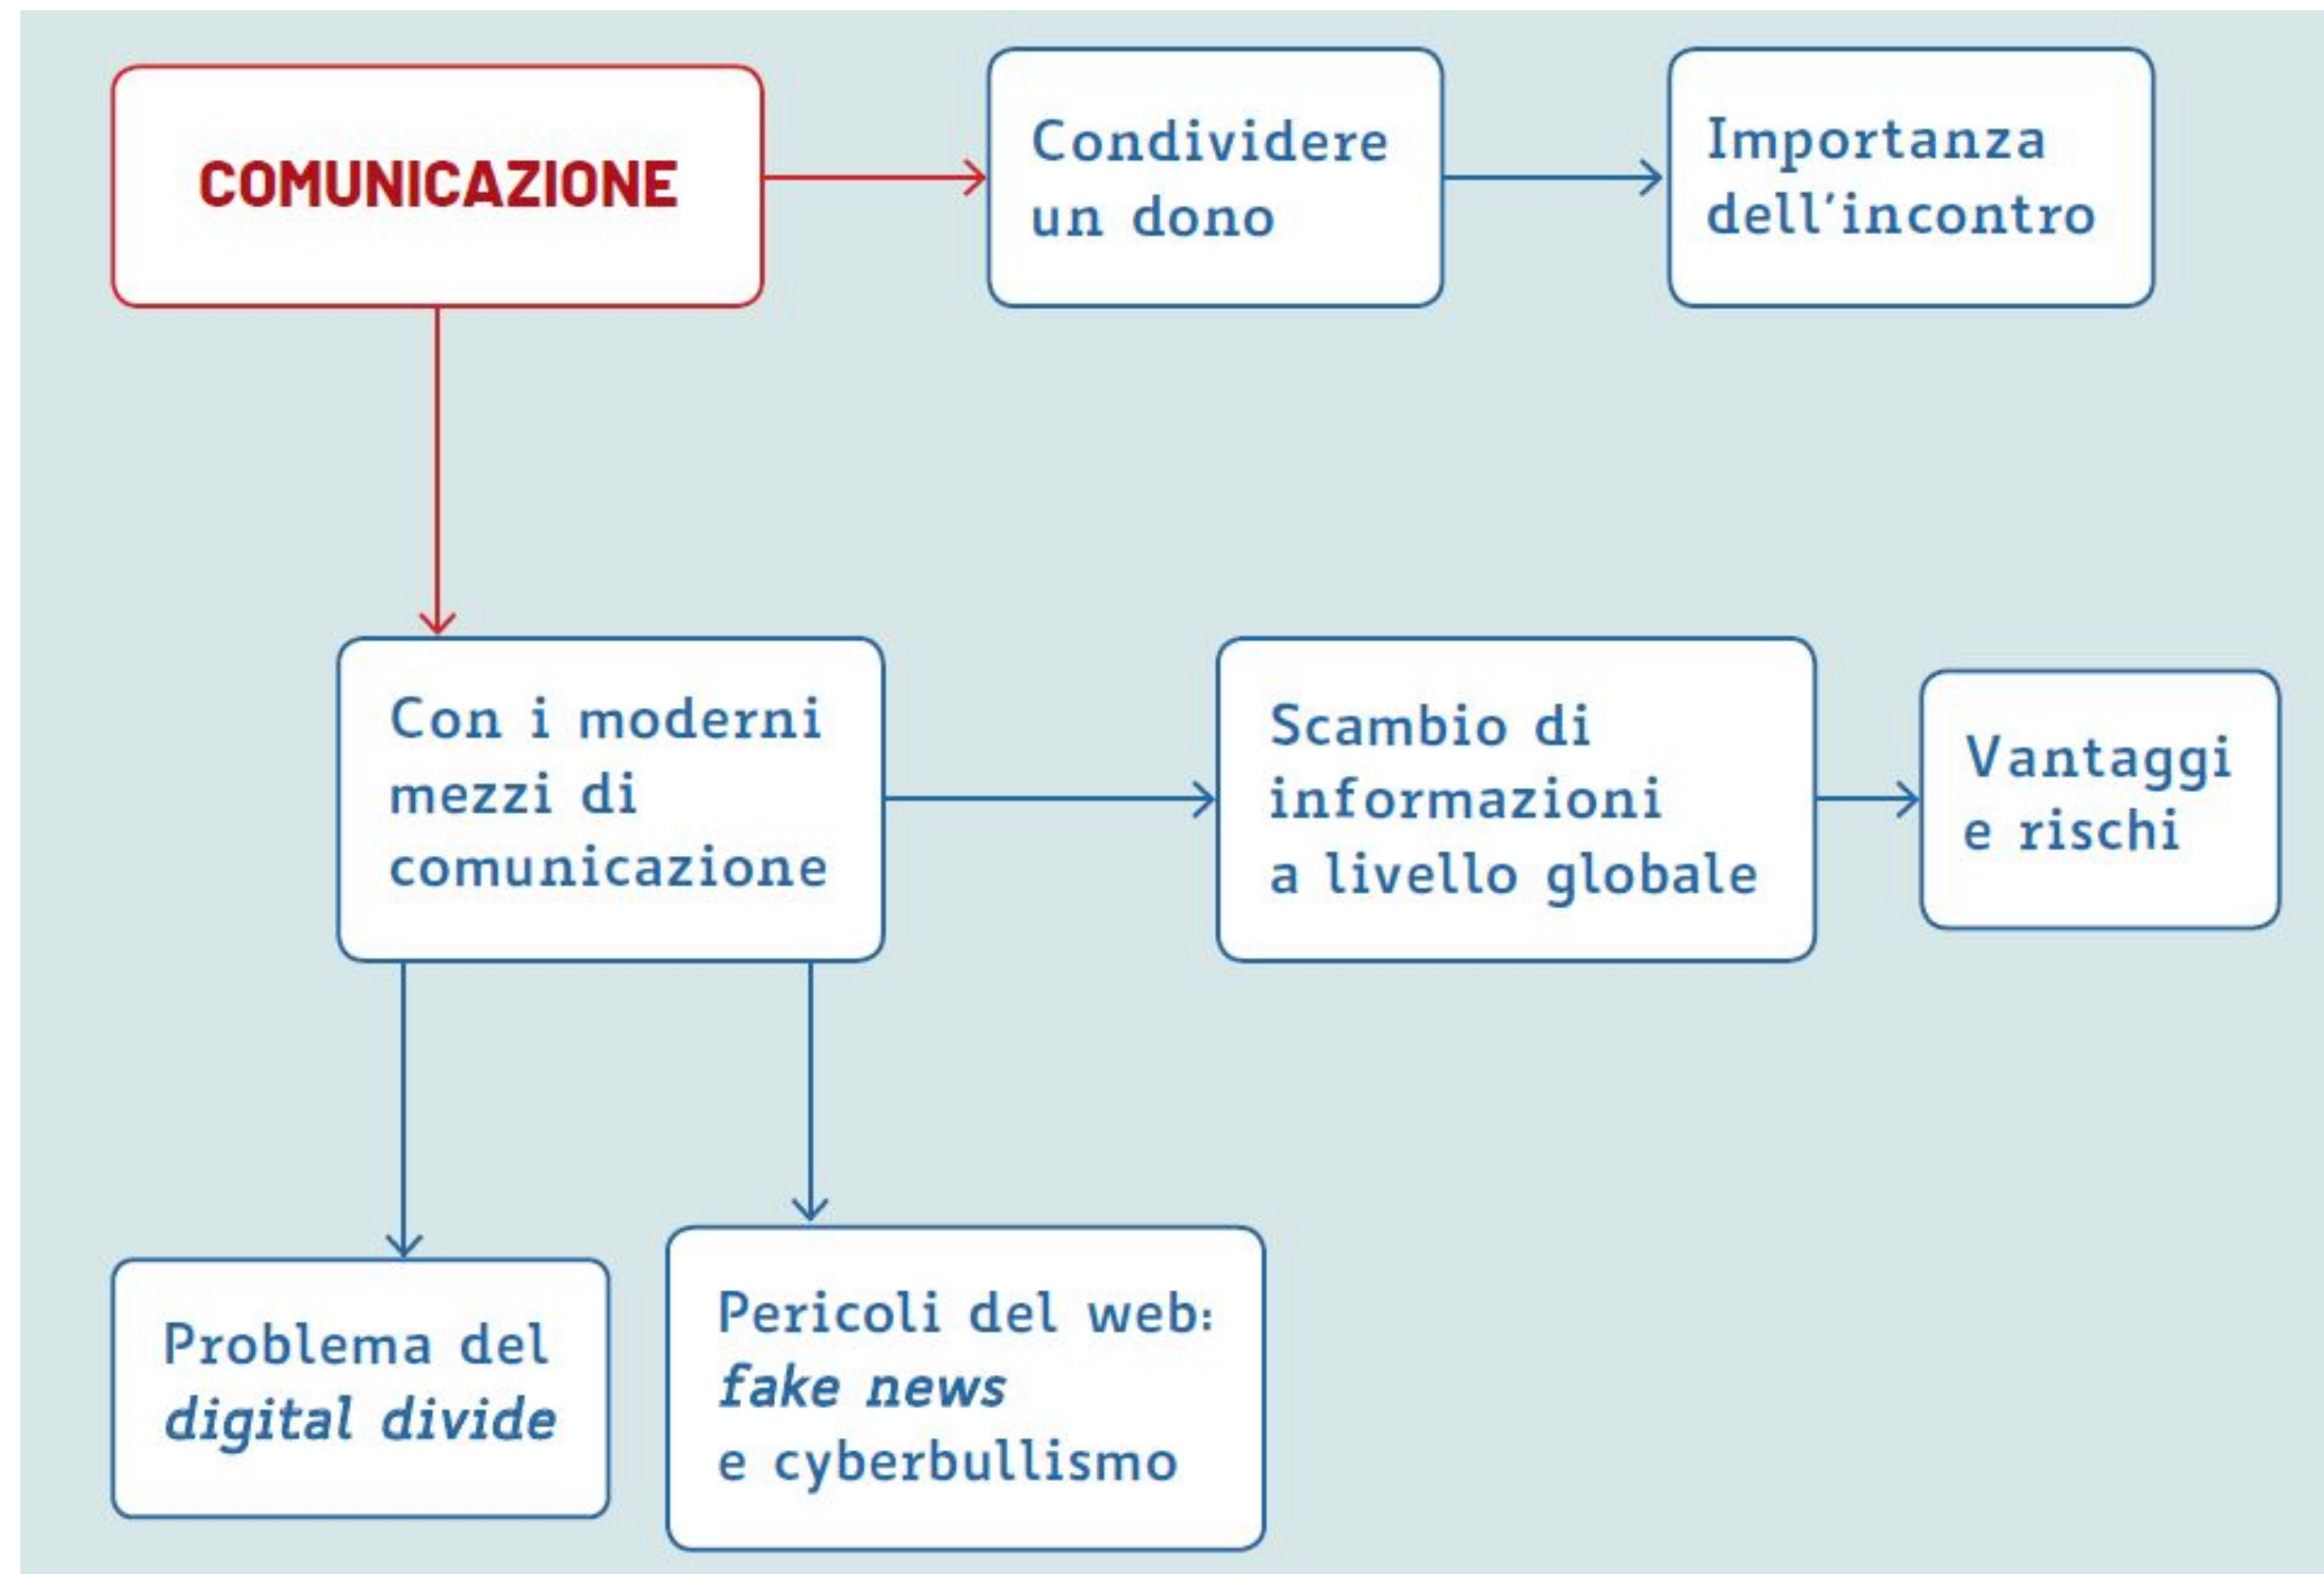 COMUNICAZIONE
Condividere
un dono
Importanza
dell'incontro
Con i moderni
mezzi di
comunicazione
Scambio di
informazioni
a livello globale
Vantaggi
e rischi
Problema del
digital divide
Pericoli del web:
fake news
e cyberbullismo